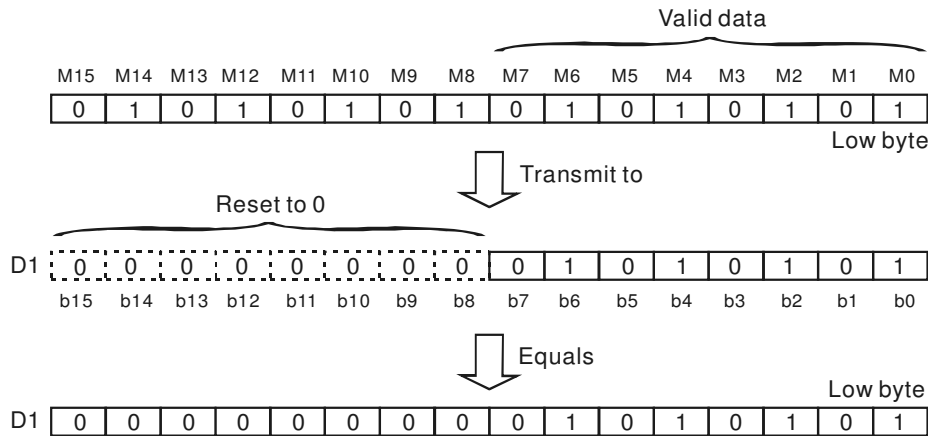 Valid data
M15 M14 M13 M12 M11 M10 M9 M8 M7 M6 M5 M4 M3 M2 M1 M0
0 1 0 1 0 1 0 1 0 1 0 1 0 1 0 1
Low byte
Transmit to
Reset to 0
D1 0 0 0 0 0 0 0 0 0 1 0 1 0 1 0 1
b15 b14 b13 b12 b11 b10 b9 b8 b7 b6 b5 b4 b3 b2 b1 b0
Equals
Low byte
D1 0 0 0 0 0 0 0 0 0 1 0 1 0 1 0 1